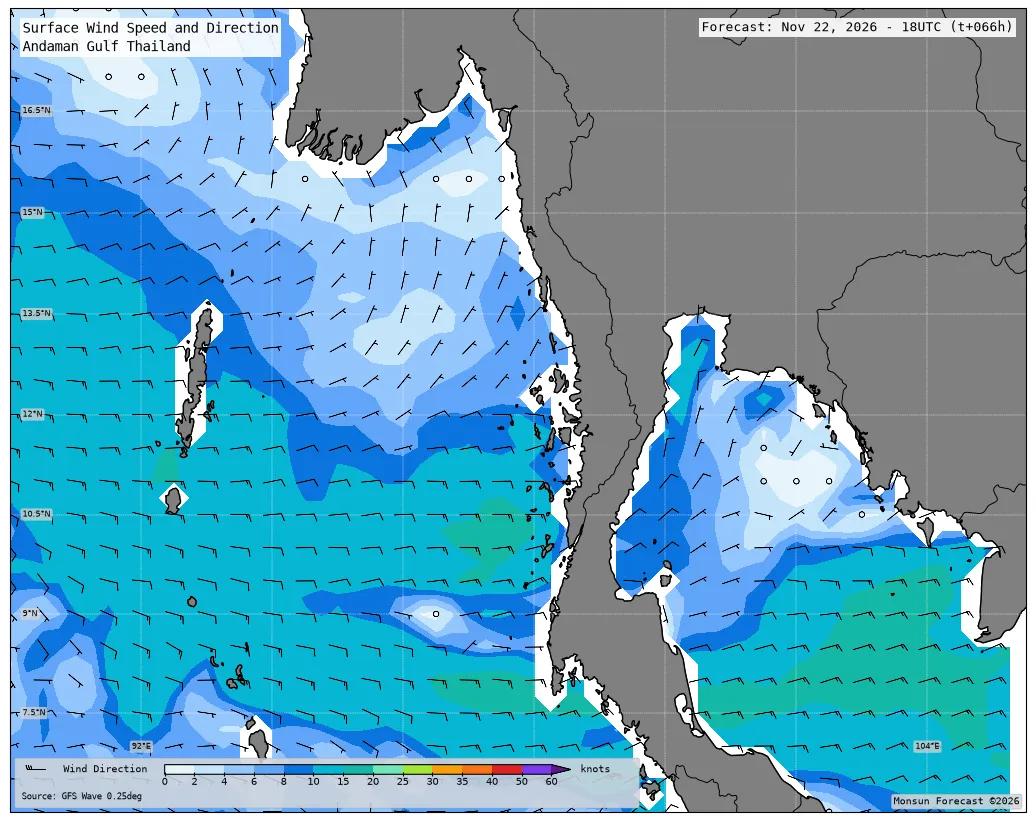 Surface Wind Speed and Direction
Andaman Gulf Thailand
Forecast: Nov 22, 2026 - 18UTC (t+066h)
16.5°N
15°N
13.5°N
12°N
10.5°N
9°N
7.5°N
92°E
104°E
Wind Direction
0 2 4 6 8 10 15 20 25 30 35 40 50 60
knots
Source: GFS Wave 0.25deg
Monsun Forecast ©2026